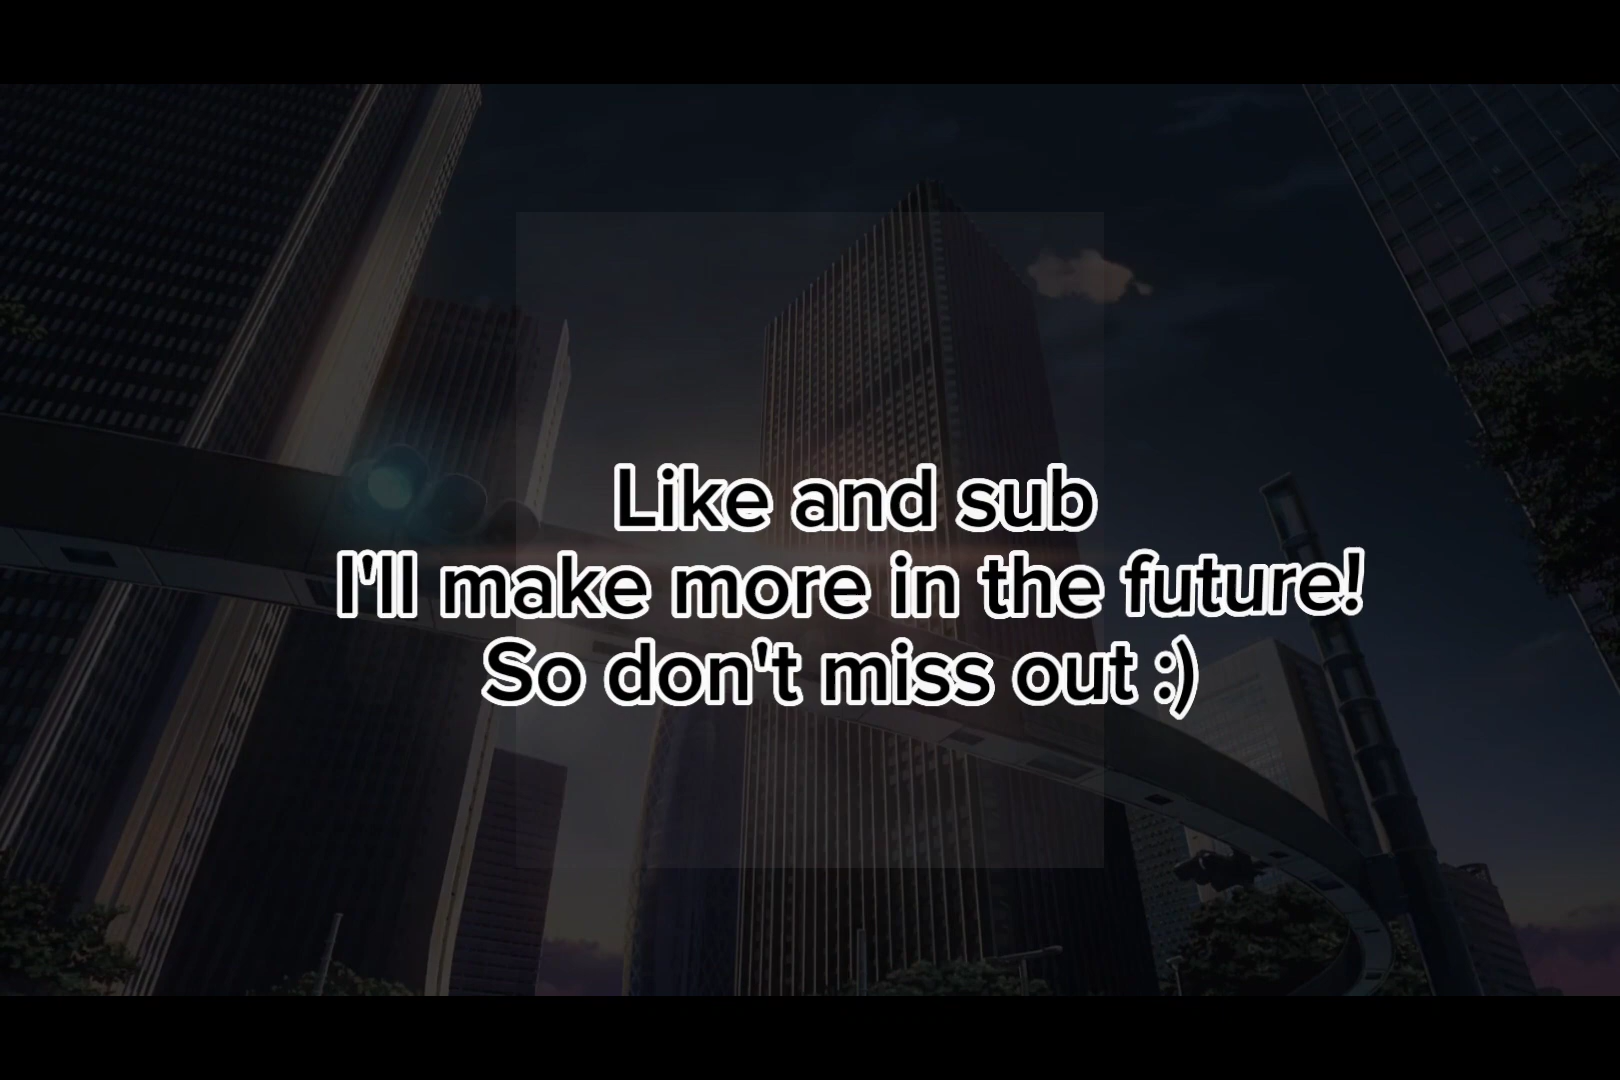 Like and sub
I'll make more in the future!
So don't miss out :)